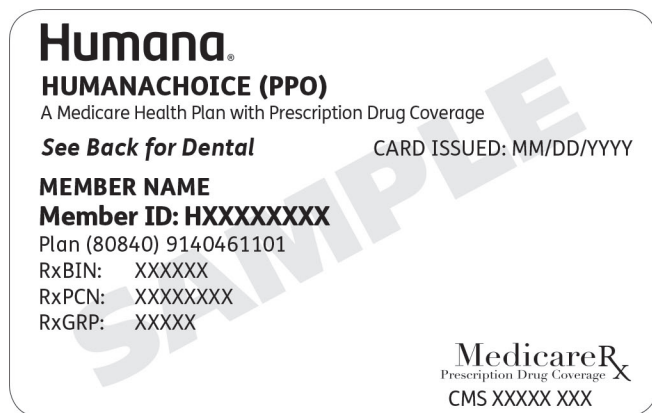 Humana®
HUMANACHOICE (PPO)
A Medicare Health Plan with Prescription Drug Coverage
See Back for Dental CARD ISSUED: MM/DD/YYYY
MEMBER NAME
Member ID: HXXXXXXXX
Plan (80840) 9140461101
RxBIN: XXXXXX
RxPCN: XXXXXXXX
RxGRP: XXXXX
SAMPLE
MedicareRx
Prescription Drug Coverage
CMS XXXXX XXX